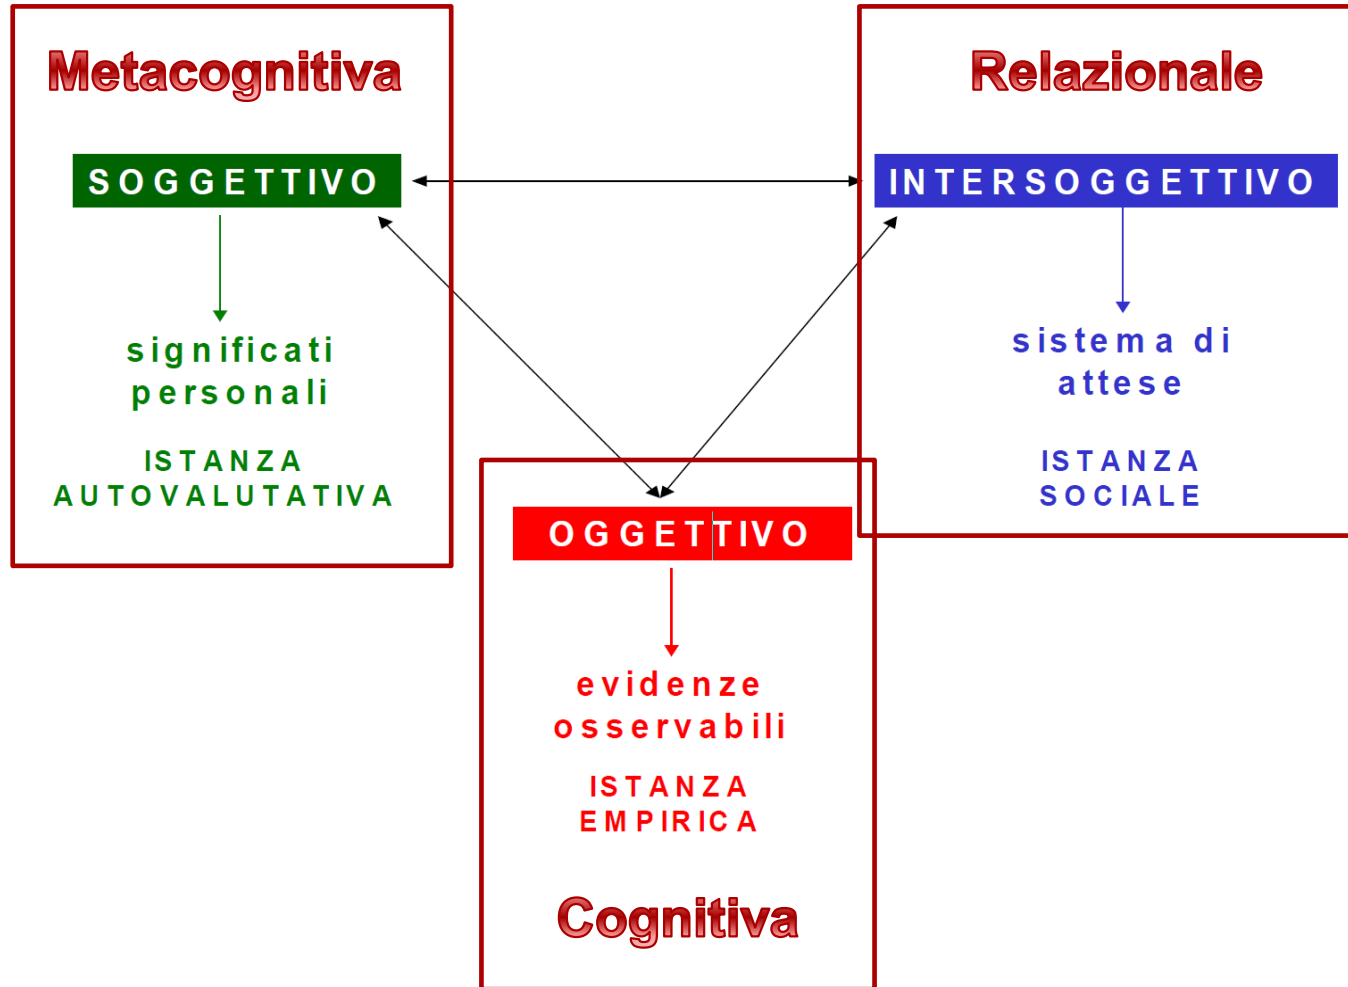 Metacognitiva
SOGGETTIVO
significati
personali
ISTANZA
AUTOVALUTATIVA
Relazionale
INTERSOGGETTIVO
sistema di
attese
ISTANZA
SOCIALE
OGGETTIVO
evidenze
osservabili
ISTANZA
EMPIRICA
Cognitiva